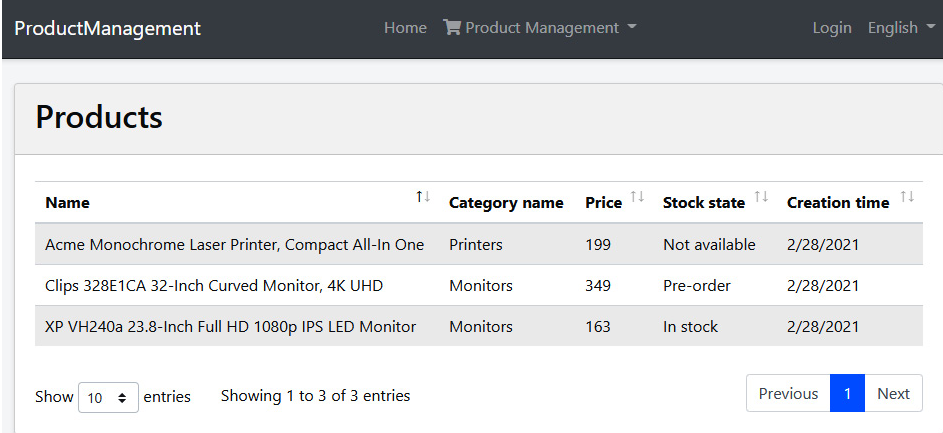 ProductManagement Home Product Management Login English
Products
Name Category name Price Stock state Creation time
Acme Monochrome Laser Printer, Compact All-In One Printers 199 Not available 2/28/2021
Clips 328E1CA 32-Inch Curved Monitor, 4K UHD Monitors 349 Pre-order 2/28/2021
XP VH240a 23.8-Inch Full HD 1080p IPS LED Monitor Monitors 163 In stock 2/28/2021
Show 10 entries Showing 1 to 3 of 3 entries Previous 1 Next